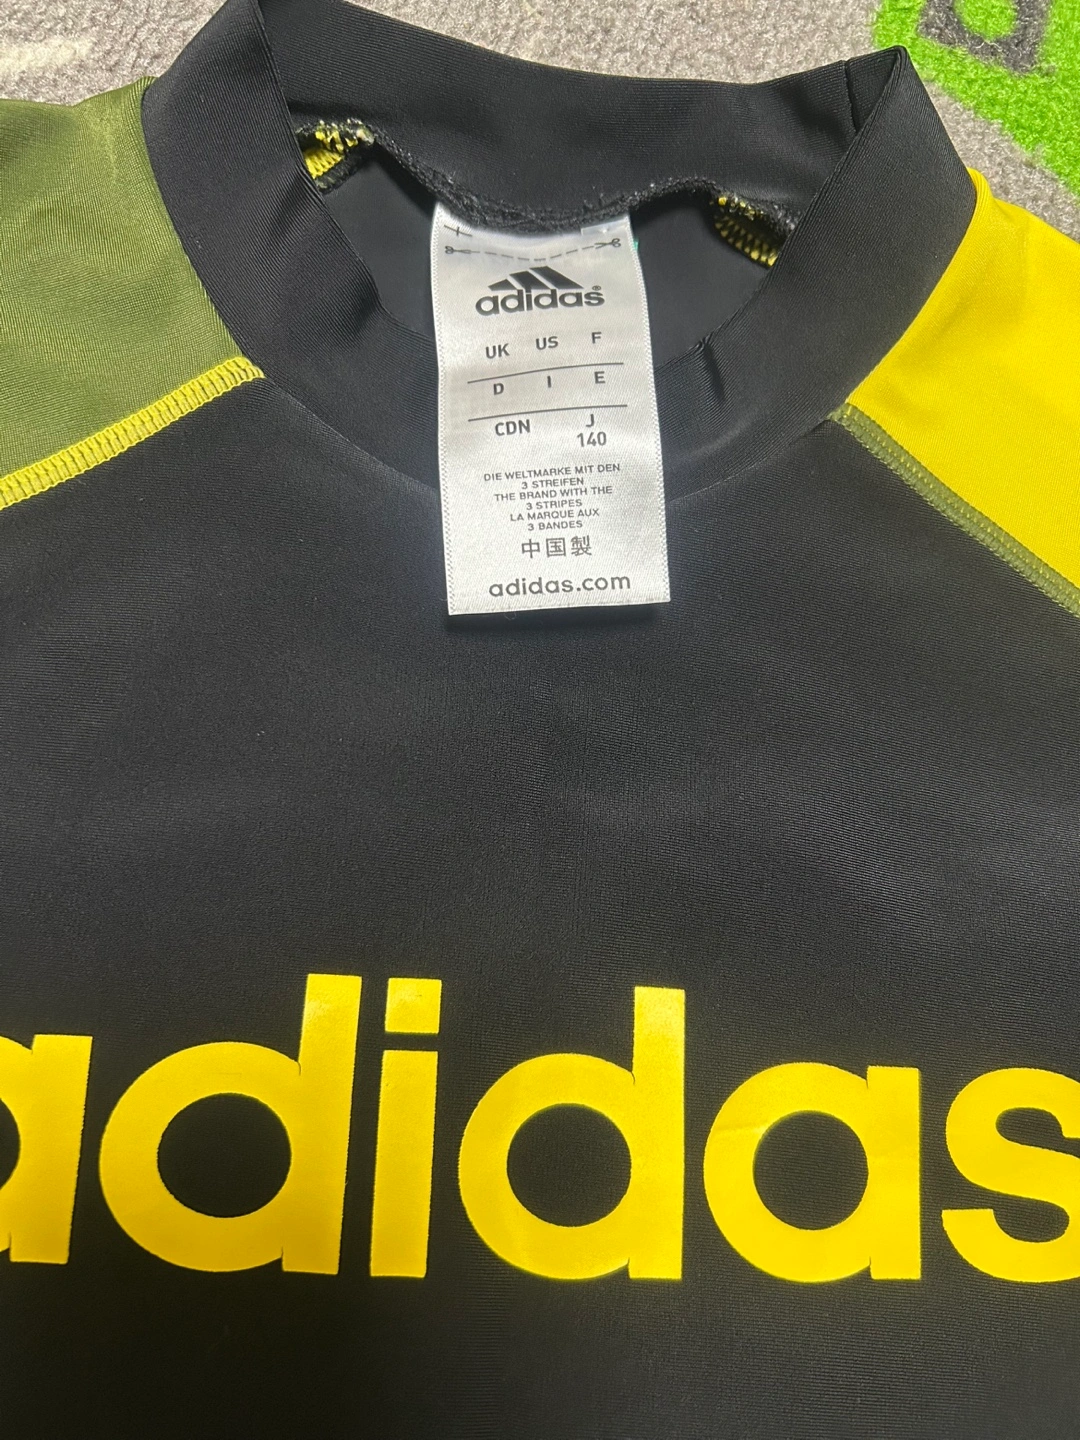 adidas®
UK US F
D I E
CDN J
140
DIE WELTMARKE MIT DEN
3 STREIFEN
THE BRAND WITH THE
3 STRIPES
LA MARQUE AUX
3 BANDES
中国製
adidas.com
adidas